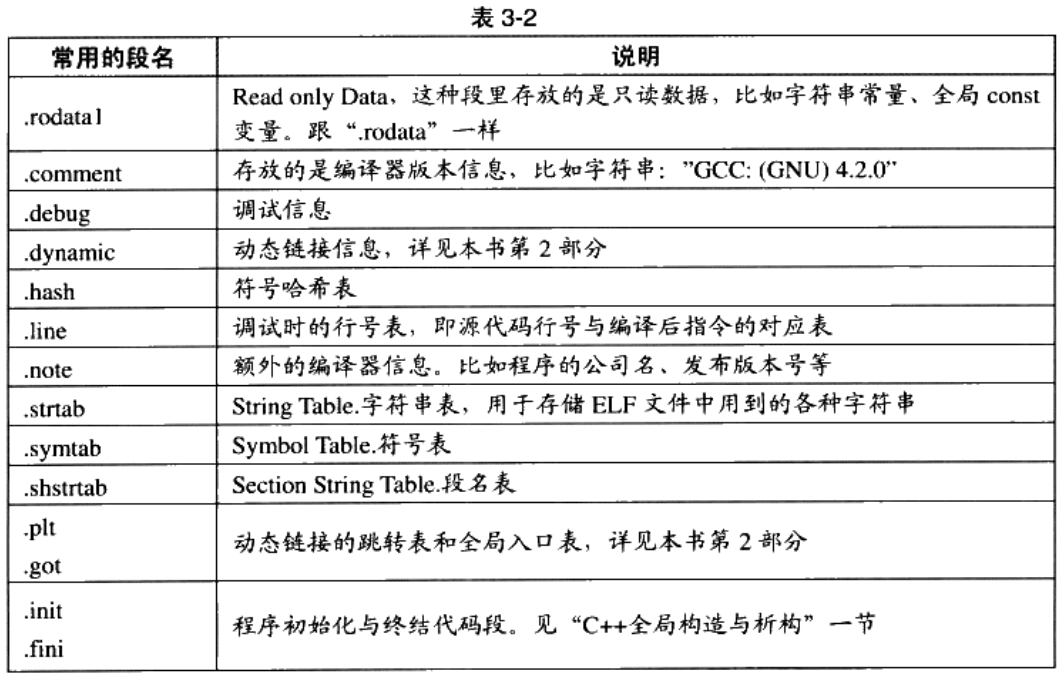 表 3-2
常用的段名 说明
.rodata1 Read only Data，这种段里存放的是只读数据，比如字符串常量、全局 const
变量。跟“.rodata”一样
.comment 存放的是编译器版本信息，比如字符串：”GCC: (GNU) 4.2.0”
.debug 调试信息
.dynamic 动态链接信息，详见本书第 2 部分
.hash 符号哈希表
.line 调试时的行号表，即源代码行号与编译后指令的对应表
.note 额外的编译器信息。比如程序的公司名、发布版本号等
.strtab String Table.字符串表，用于存储 ELF 文件中用到的各种字符串
.symtab Symbol Table.符号表
.shstrtab Section String Table.段名表
.plt
.got
动态链接的跳转表和全局入口表，详见本书第 2 部分
.init
.fini
程序初始化与终结代码段。见“C++全局构造与析构”一节